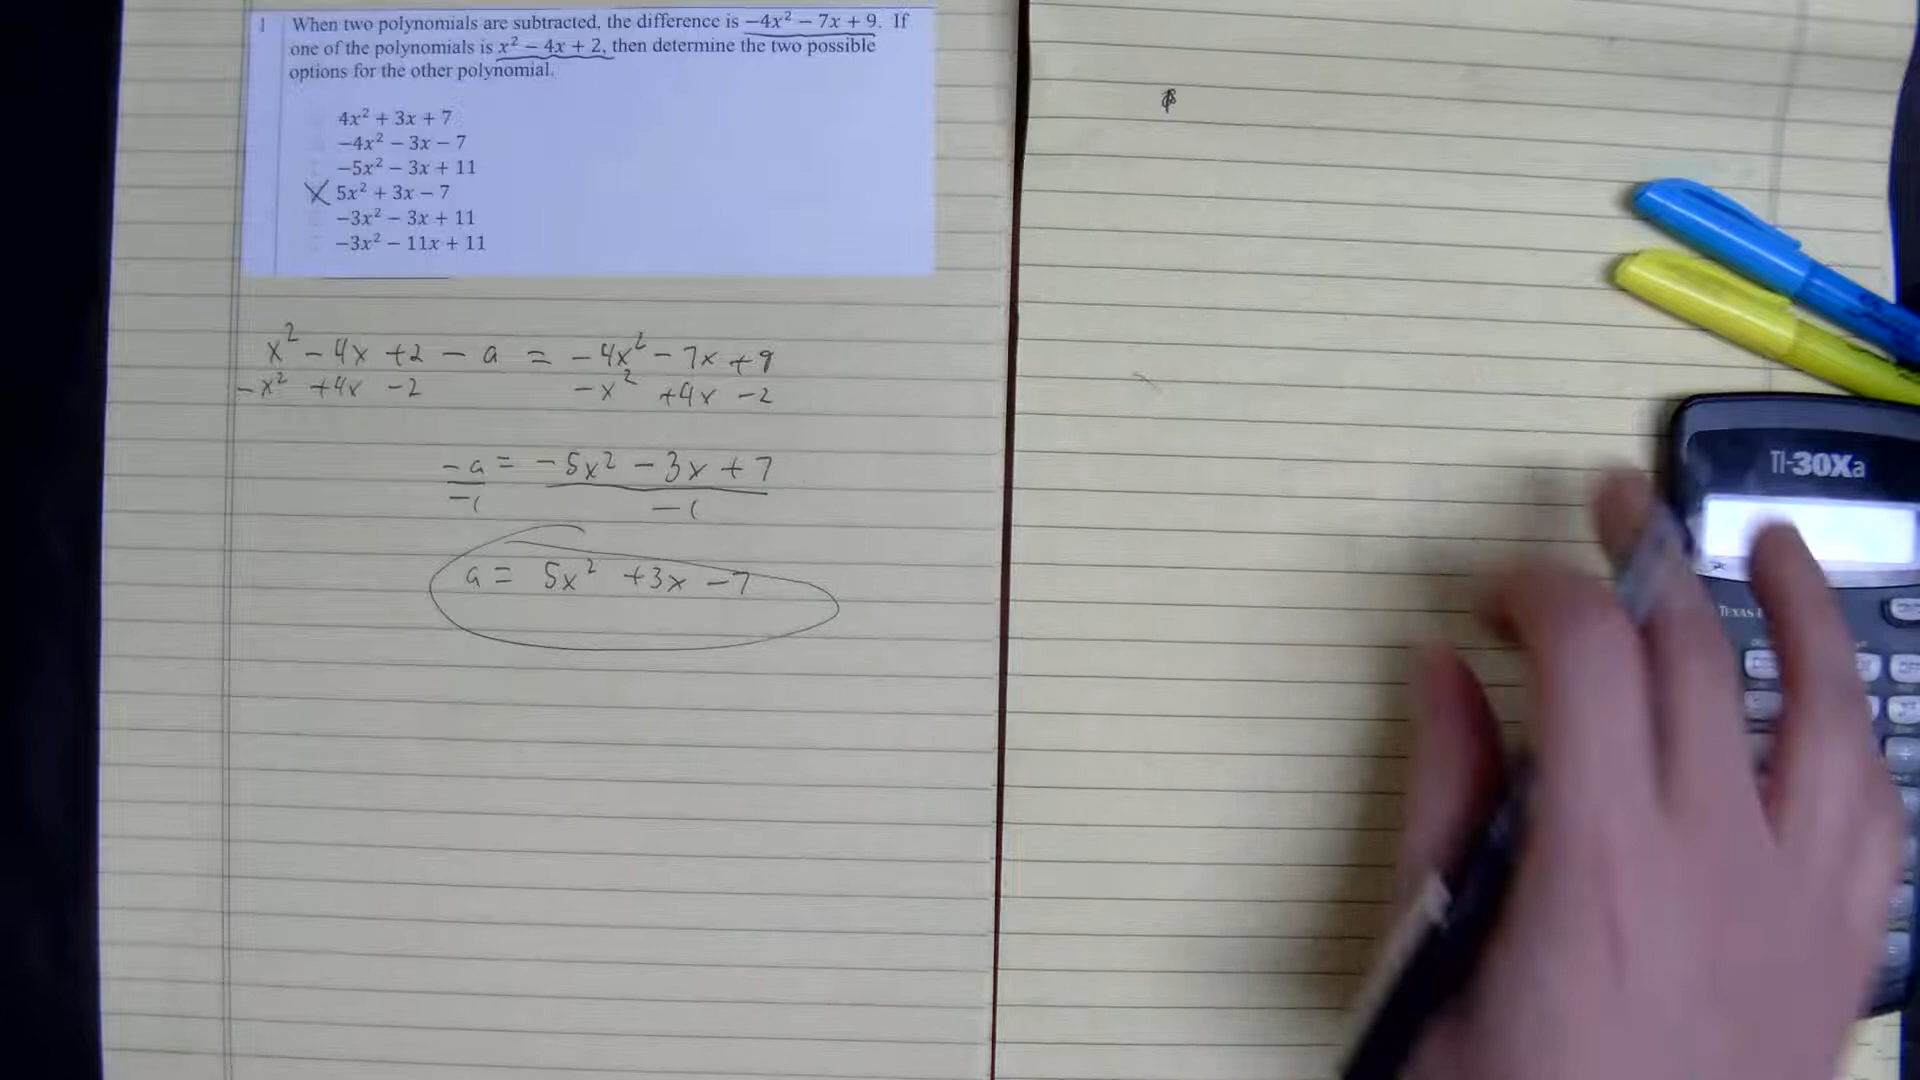 1 When two polynomials are subtracted, the difference is −4x² − 7x + 9. If
one of the polynomials is x² − 4x + 2, then determine the two possible
options for the other polynomial.
4x² + 3x + 7
−4x² − 3x − 7
−5x² − 3x + 11
X 5x² + 3x − 7
−3x² − 3x + 11
−3x² − 11x + 11
x² − 4x + 2 − a = −4x² − 7x + 9
−x² + 4x − 2 −x² + 4x − 2
−a = −5x² − 3x + 7
−1 −1
a = 5x² + 3x − 7
TI-30Xa
TEXAS